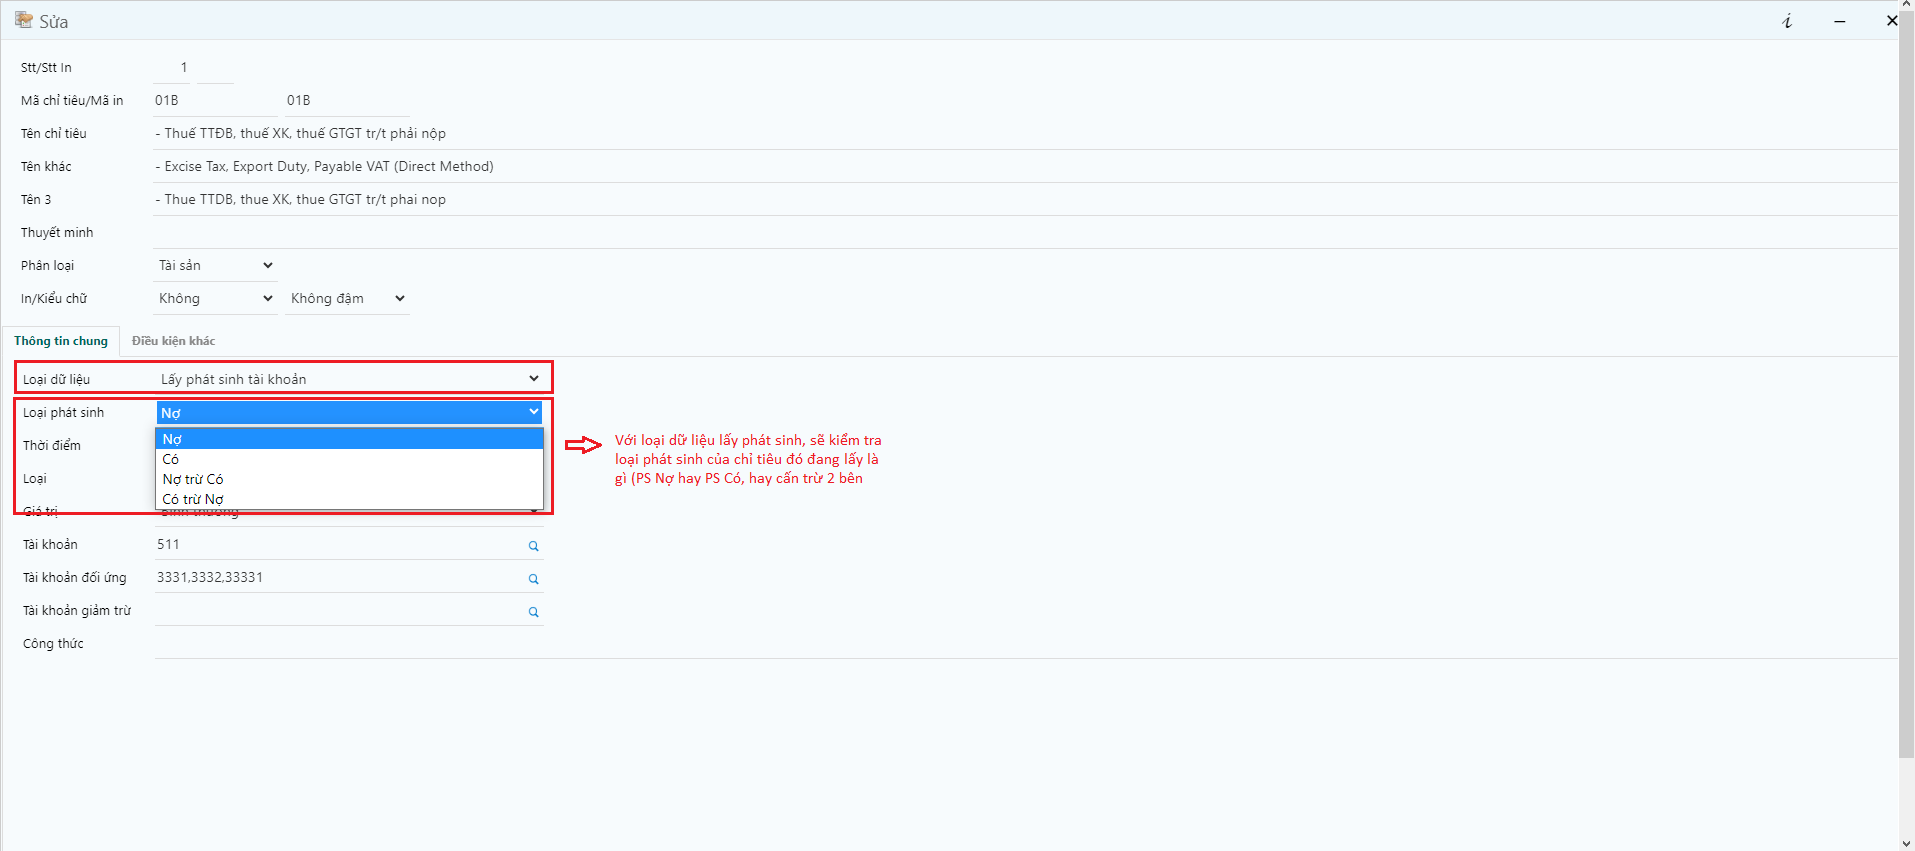 Sửa
Stt/Stt In 1
Mã chỉ tiêu/Mã in 01B 01B
Tên chỉ tiêu - Thuế TTĐB, thuế XK, thuế GTGT tr/t phải nộp
Tên khác - Excise Tax, Export Duty, Payable VAT (Direct Method)
Tên 3 - Thue TTDB, thue XK, thue GTGT tr/t phai nop
Thuyết minh
Phân loại Tài sản
In/Kiểu chữ Không Không đậm
Thông tin chung Điều kiện khác
Loại dữ liệu Lấy phát sinh tài khoản
Loại phát sinh Nợ
Thời điểm Nợ
Có
Loại Nợ trừ Có
Có trừ Nợ
Giá trị Bình thường
Tài khoản 511
Tài khoản đối ứng 3331,3332,33331
Tài khoản giảm trừ
Công thức
Với loại dữ liệu lấy phát sinh, sẽ kiểm tra
loại phát sinh của chỉ tiêu đó đang lấy là
gì (PS Nợ hay PS Có, hay cấn trừ 2 bên